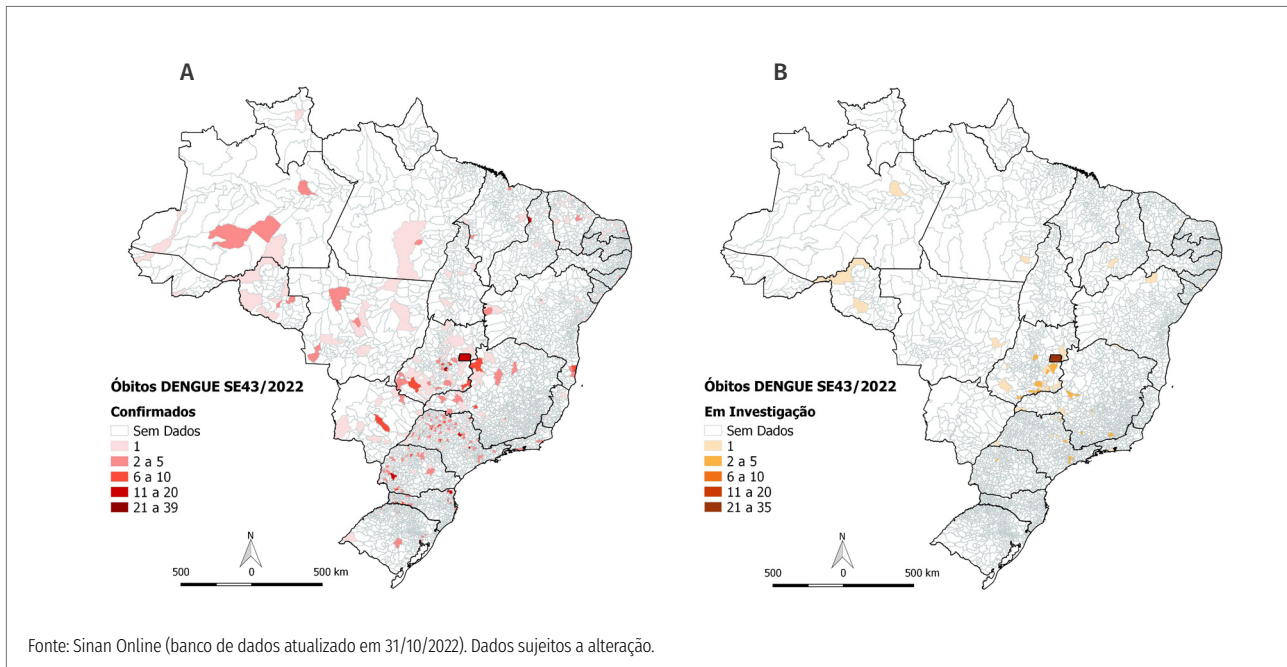 A
Óbitos DENGUE SE43/2022
Confirmados
Sem Dados
1
2 a 5
6 a 10
11 a 20
21 a 39
N
500 0 500 km
B
Óbitos DENGUE SE43/2022
Em Investigação
Sem Dados
1
2 a 5
6 a 10
11 a 20
21 a 35
N
500 0 500 km
Fonte: Sinan Online (banco de dados atualizado em 31/10/2022). Dados sujeitos a alteração.